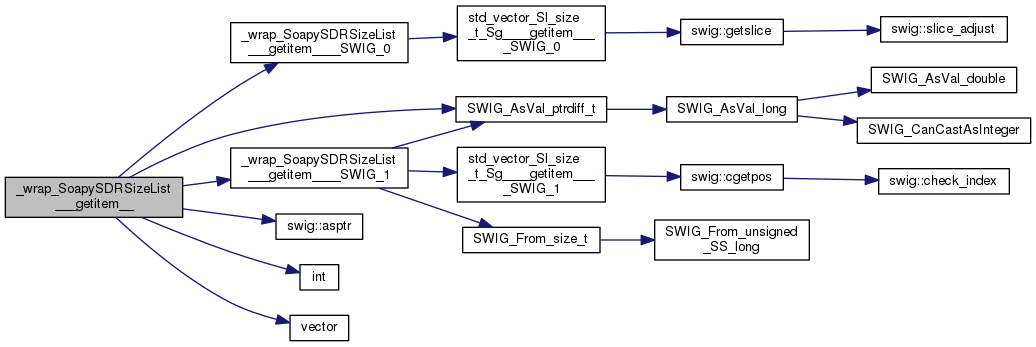 _wrap_SoapySDRSizeList
___getitem__
_wrap_SoapySDRSizeList
___getitem____SWIG_0
std_vector_Sl_size
_t_Sg____getitem___
_SWIG_0
swig::getslice
swig::slice_adjust
SWIG_AsVal_ptrdiff_t
SWIG_AsVal_long
SWIG_AsVal_double
SWIG_CanCastAsInteger
_wrap_SoapySDRSizeList
___getitem____SWIG_1
std_vector_Sl_size
_t_Sg____getitem___
_SWIG_1
swig::cgetpos
swig::check_index
SWIG_From_size_t
SWIG_From_unsigned
_SS_long
swig::asptr
int
vector